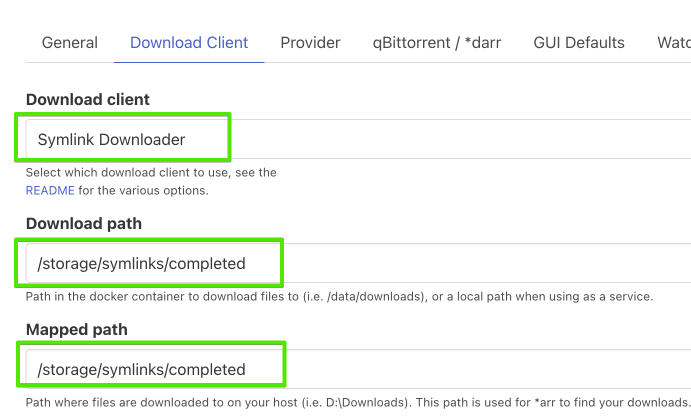 General Download Client Provider qBittorrent / *darr GUI Defaults Watc
Download client
Symlink Downloader
Select which download client to use, see the
README for the various options.
Download path
/storage/symlinks/completed
Path in the docker container to download files to (i.e. /data/downloads), or a local path when using as a service.
Mapped path
/storage/symlinks/completed
Path where files are downloaded to on your host (i.e. D:\Downloads). This path is used for *arr to find your downloads.